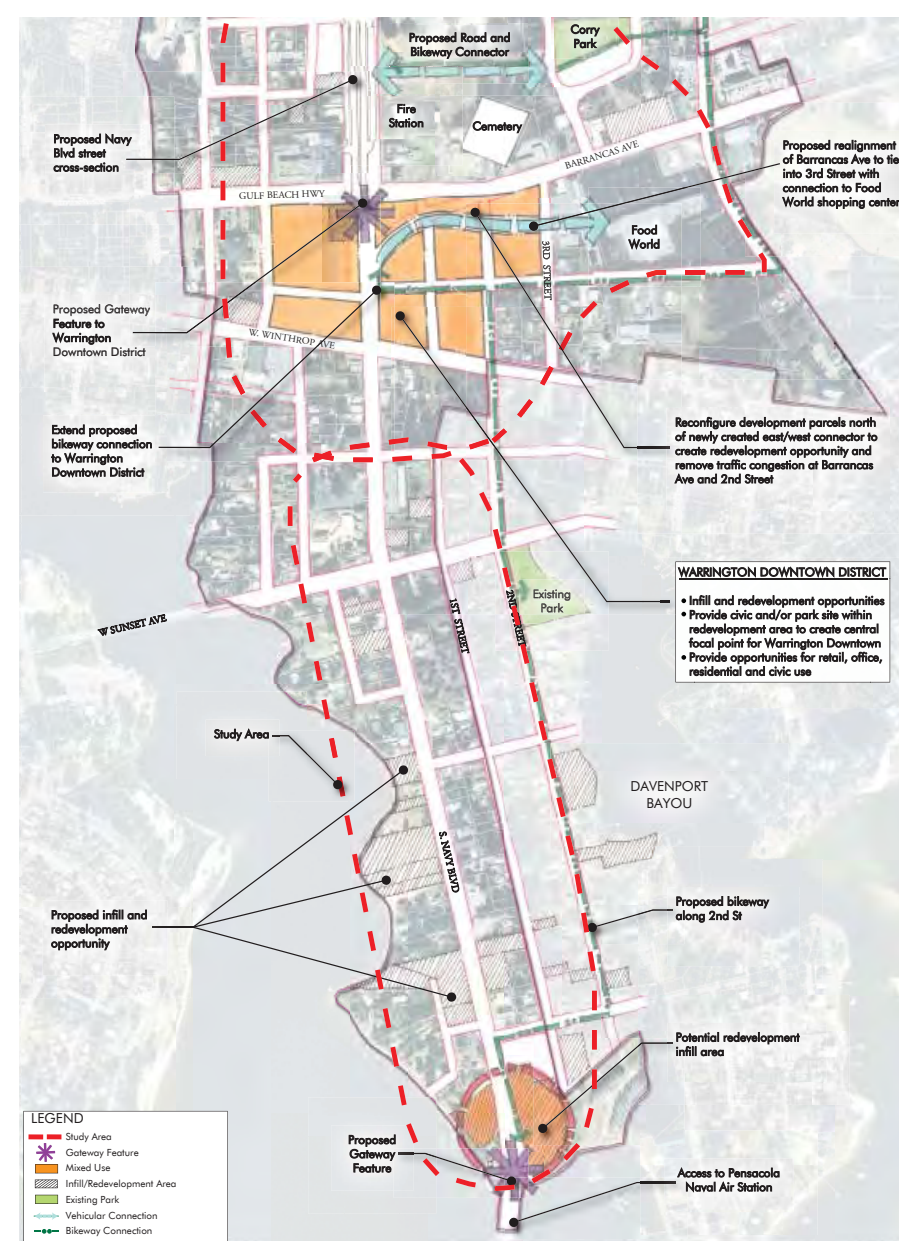 Corry
Park
Proposed Road and
Bikeway Connector
Fire
Station
Cemetery
Proposed Navy
Blvd street
cross-section
BARRANCAS AVE
Proposed realignment
of Barrancas Ave to tie
into 3rd Street with
connection to Food
World shopping center
GULF BEACH HWY
Food
World
3RD STREET
Proposed Gateway
Feature to
Warrington
Downtown District
W. WINTHROP AVE
Extend proposed
bikeway connection
to Warrington
Downtown District
Reconfigure development parcels north
of newly created east/west connector to
create redevelopment opportunity and
remove traffic congestion at Barrancas
Ave and 2nd Street
WARRINGTON DOWNTOWN DISTRICT
• Infill and redevelopment opportunities
• Provide civic and/or park site within
redevelopment area to create central
focal point for Warrington Downtown
• Provide opportunities for retail, office,
residential and civic use
Existing
Park
W SUNSET AVE
1ST. STREET
2ND STREET
Study Area
DAVENPORT
BAYOU
S. NAVY BLVD
Proposed infill and
redevelopment
opportunity
Proposed bikeway
along 2nd St
Potential redevelopment
infill area
Proposed
Gateway
Feature
Access to Pensacola
Naval Air Station
LEGEND
Study Area
Gateway Feature
Mixed Use
Infill/Redevelopment Area
Existing Park
Vehicular Connection
Bikeway Connection